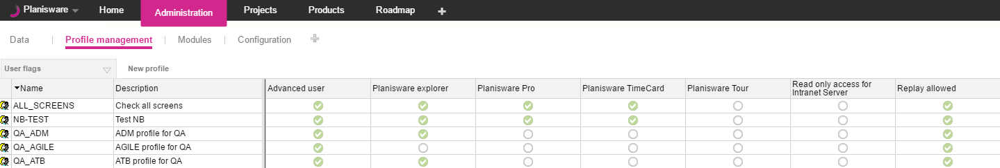 Planisware Home Administration Projects Products Roadmap
Data Profile management Modules Configuration
User flags New profile
Name Description Advanced user Planisware explorer Planisware Pro Planisware TimeCard Planisware Tour Read only access for Intranet Server Replay allowed
ALL_SCREENS Check all screens
NB-TEST Test NB
QA_ADM ADM profile for QA
QA_AGILE AGILE profile for QA
QA_ATB ATB profile for QA